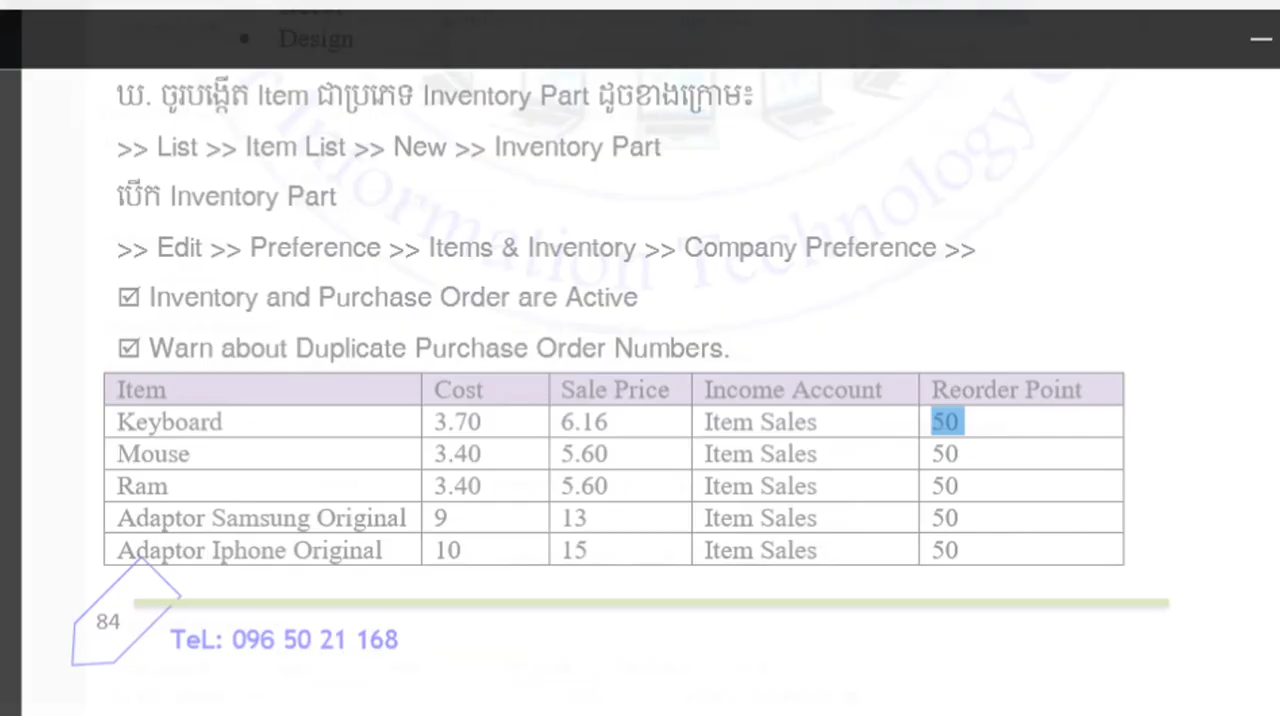 • Design
ឃ. ចូរបង្កើត Item ជាប្រភេទ Inventory Part ដូចខាងក្រោម៖
>> List >> Item List >> New >> Inventory Part
បើក Inventory Part
>> Edit >> Preference >> Items & Inventory >> Company Preference >>
☑ Inventory and Purchase Order are Active
☑ Warn about Duplicate Purchase Order Numbers.
Item Cost Sale Price Income Account Reorder Point
Keyboard 3.70 6.16 Item Sales 50
Mouse 3.40 5.60 Item Sales 50
Ram 3.40 5.60 Item Sales 50
Adaptor Samsung Original 9 13 Item Sales 50
Adaptor Iphone Original 10 15 Item Sales 50
84
TeL: 096 50 21 168
Information Technology